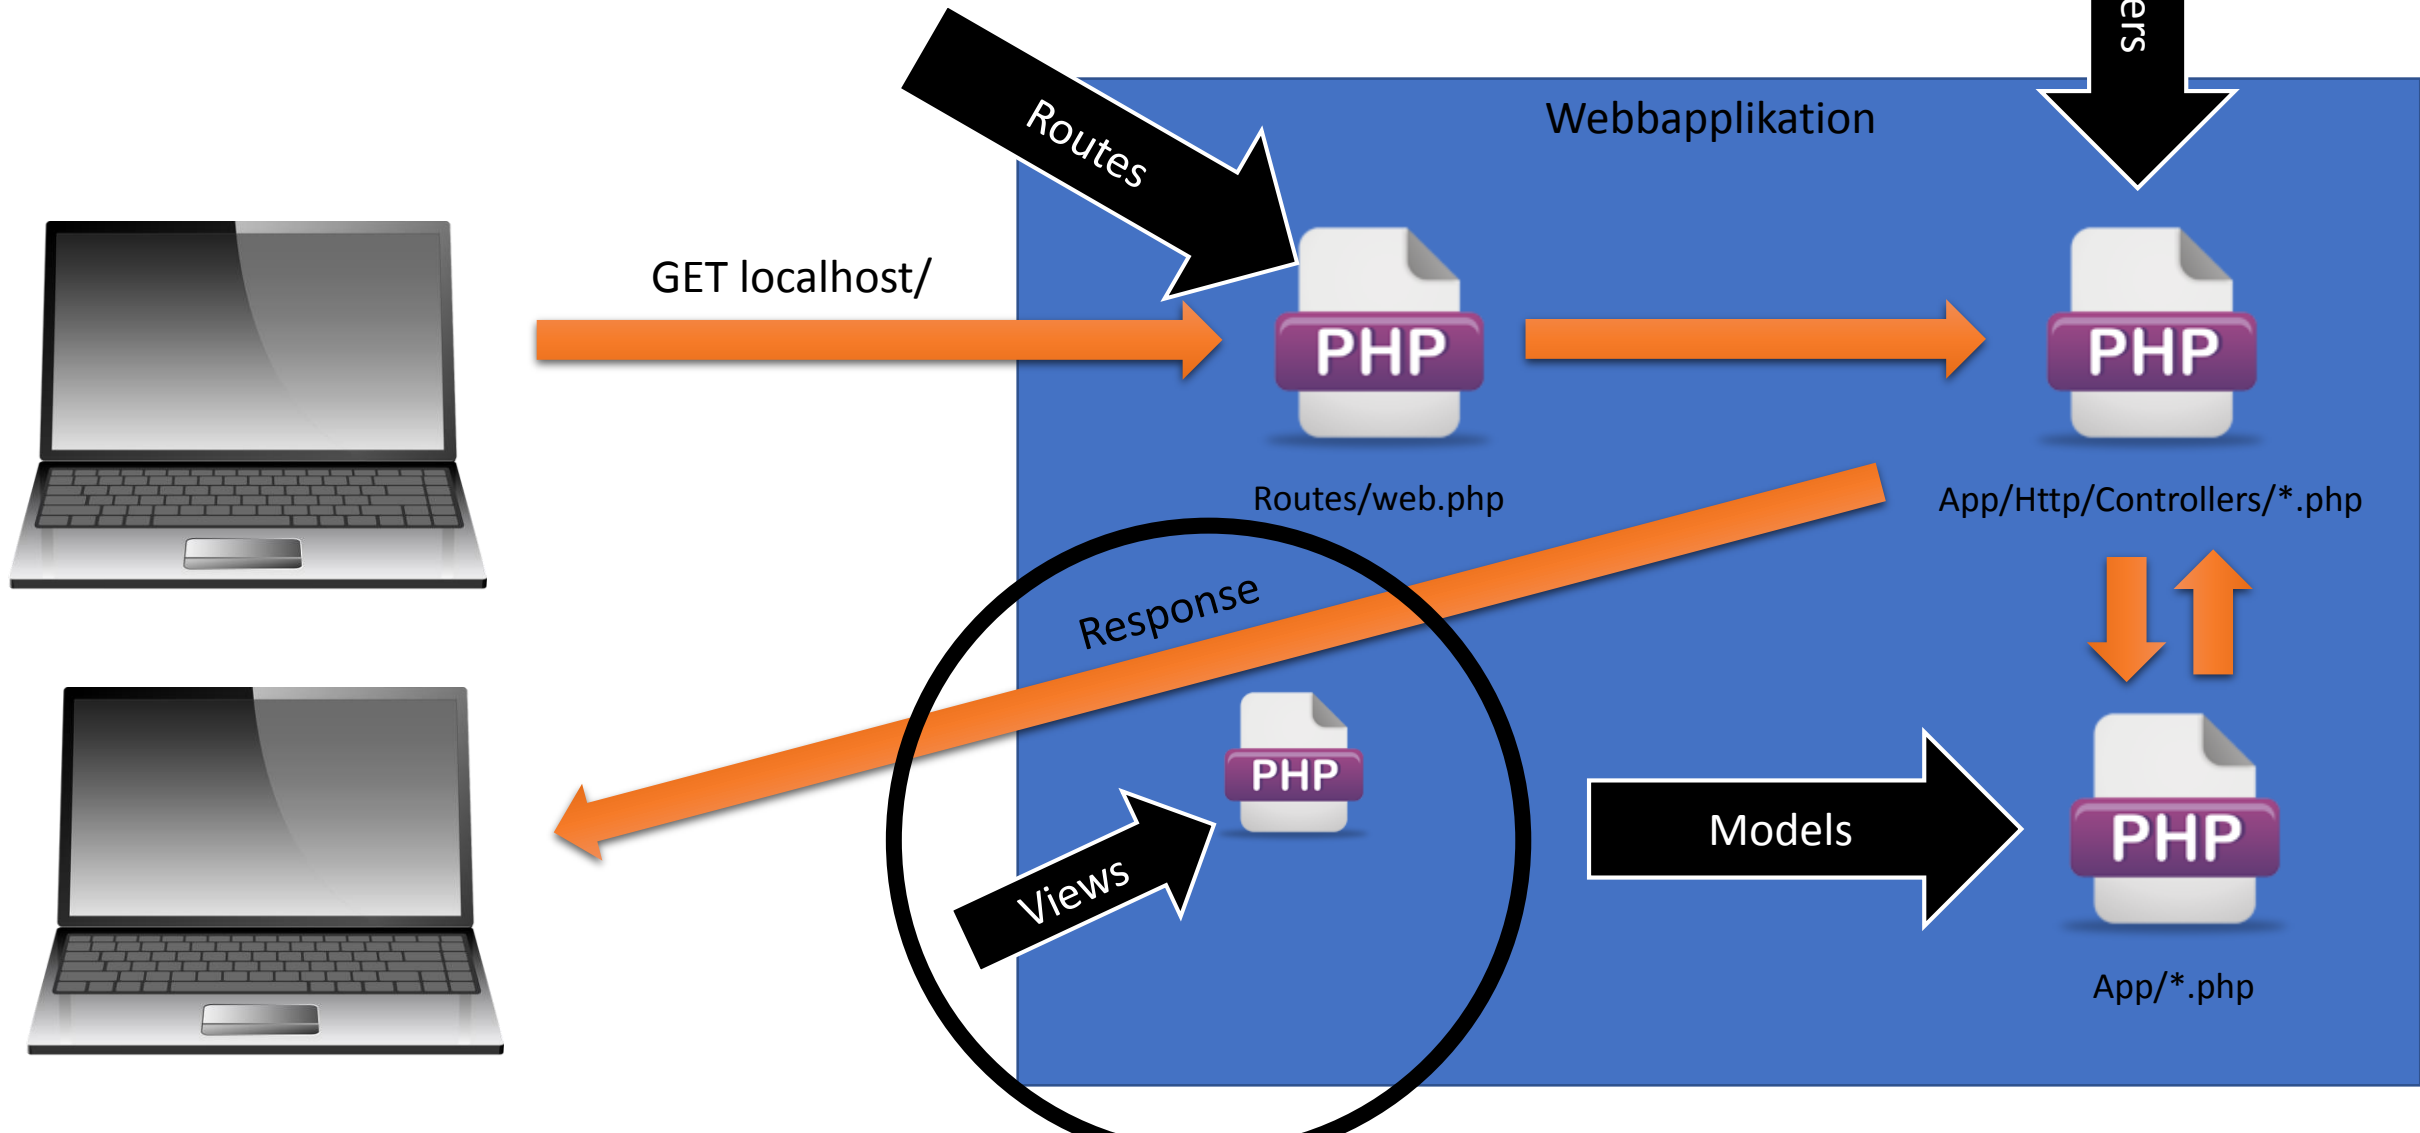 ers
Routes
Webbapplikation
GET localhost/
PHP
PHP
Routes/web.php
App/Http/Controllers/*.php
Response
PHP
Views
Models
PHP
App/*.php